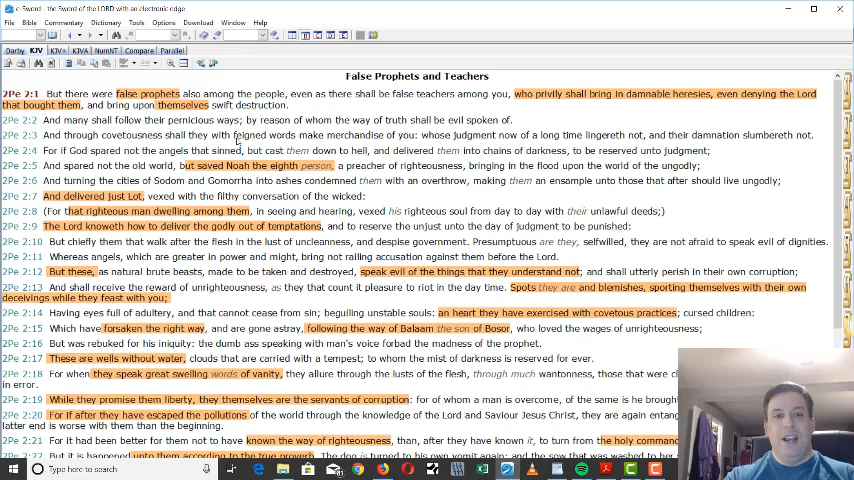 e-Sword - the Sword of the LORD with an electronic edge
File Bible Commentary Dictionary Tools Options Download Window Help
Darby KJV KJV+ KJVA NumNT Compare Parallel
False Prophets and Teachers
2Pe 2:1 But there were false prophets also among the people, even as there shall be false teachers among you, who privily shall bring in damnable heresies, even denying the Lord
that bought them, and bring upon themselves swift destruction.
2Pe 2:2 And many shall follow their pernicious ways; by reason of whom the way of truth shall be evil spoken of.
2Pe 2:3 And through covetousness shall they with feigned words make merchandise of you: whose judgment now of a long time lingereth not, and their damnation slumbereth not.
2Pe 2:4 For if God spared not the angels that sinned, but cast them down to hell, and delivered them into chains of darkness, to be reserved unto judgment;
2Pe 2:5 And spared not the old world, but saved Noah the eighth person, a preacher of righteousness, bringing in the flood upon the world of the ungodly;
2Pe 2:6 And turning the cities of Sodom and Gomorrha into ashes condemned them with an overthrow, making them an ensample unto those that after should live ungodly;
2Pe 2:7 And delivered just Lot, vexed with the filthy conversation of the wicked:
2Pe 2:8 (For that righteous man dwelling among them, in seeing and hearing, vexed his righteous soul from day to day with their unlawful deeds;)
2Pe 2:9 The Lord knoweth how to deliver the godly out of temptations, and to reserve the unjust unto the day of judgment to be punished:
2Pe 2:10 But chiefly them that walk after the flesh in the lust of uncleanness, and despise government. Presumptuous are they, selfwilled, they are not afraid to speak evil of dignities.
2Pe 2:11 Whereas angels, which are greater in power and might, bring not railing accusation against them before the Lord.
2Pe 2:12 But these, as natural brute beasts, made to be taken and destroyed, speak evil of the things that they understand not; and shall utterly perish in their own corruption;
2Pe 2:13 And shall receive the reward of unrighteousness, as they that count it pleasure to riot in the day time. Spots they are and blemishes, sporting themselves with their own
deceivings while they feast with you;
2Pe 2:14 Having eyes full of adultery, and that cannot cease from sin; beguiling unstable souls: an heart they have exercised with covetous practices; cursed children:
2Pe 2:15 Which have forsaken the right way, and are gone astray, following the way of Balaam the son of Bosor, who loved the wages of unrighteousness;
2Pe 2:16 But was rebuked for his iniquity: the dumb ass speaking with man's voice forbad the madness of the prophet.
2Pe 2:17 These are wells without water, clouds that are carried with a tempest; to whom the mist of darkness is reserved for ever.
2Pe 2:18 For when they speak great swelling words of vanity, they allure through the lusts of the flesh, through much wantonness, those that were
in error.
2Pe 2:19 While they promise them liberty, they themselves are the servants of corruption: for of whom a man is overcome, of the same is he brought
2Pe 2:20 For if after they have escaped the pollutions of the world through the knowledge of the Lord and Saviour Jesus Christ, they are again
latter end is worse with them than the beginning.
2Pe 2:21 For it had been better for them not to have known the way of righteousness, than, after they have known it, to turn from the holy
2Pe 2:22 But it is happened unto them according to the true proverb, The dog is turned to his own vomit again; and the sow
Type here to search